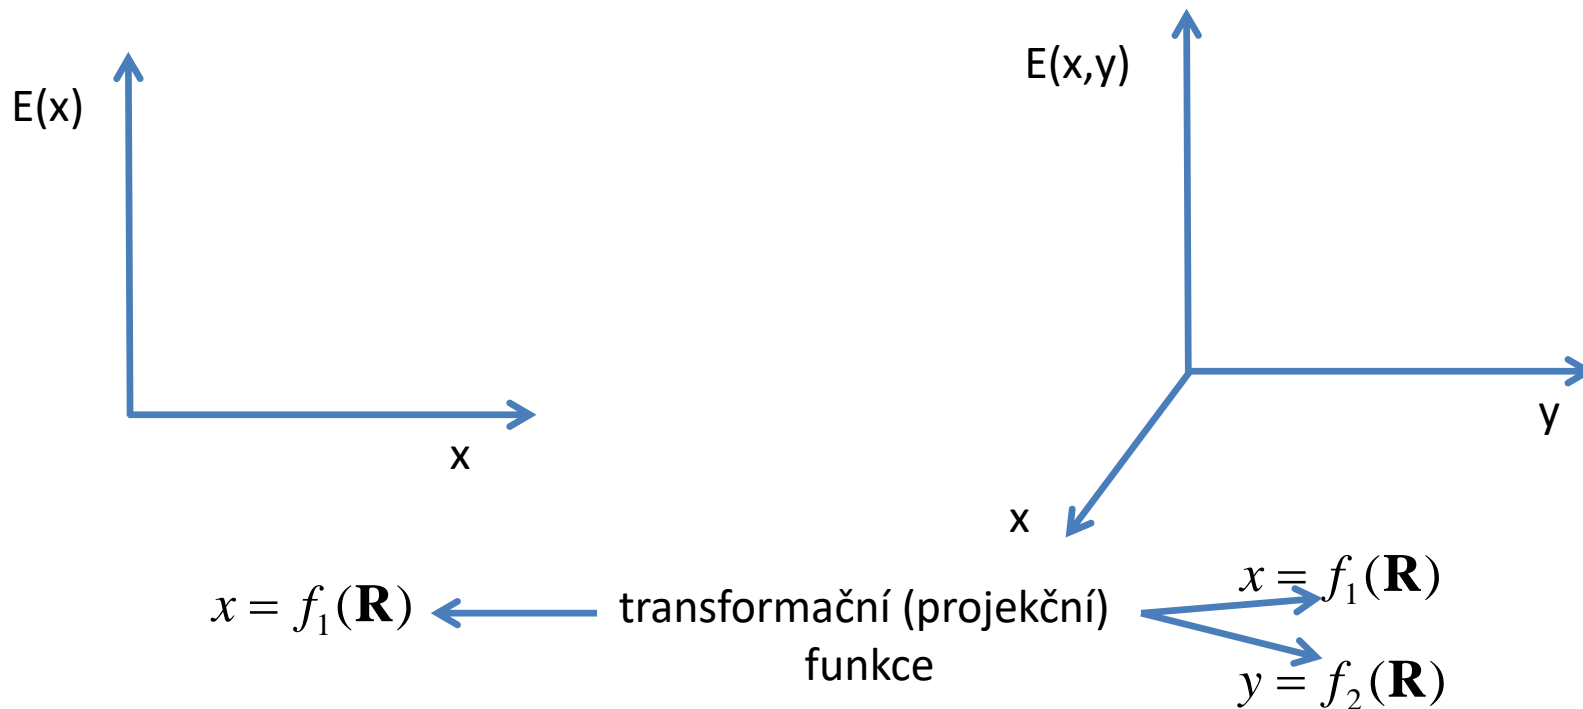 E(x)
x
E(x,y)
y
x
x = f₁(R)
transformační (projekční)
funkce
x = f₁(R)
y = f₂(R)